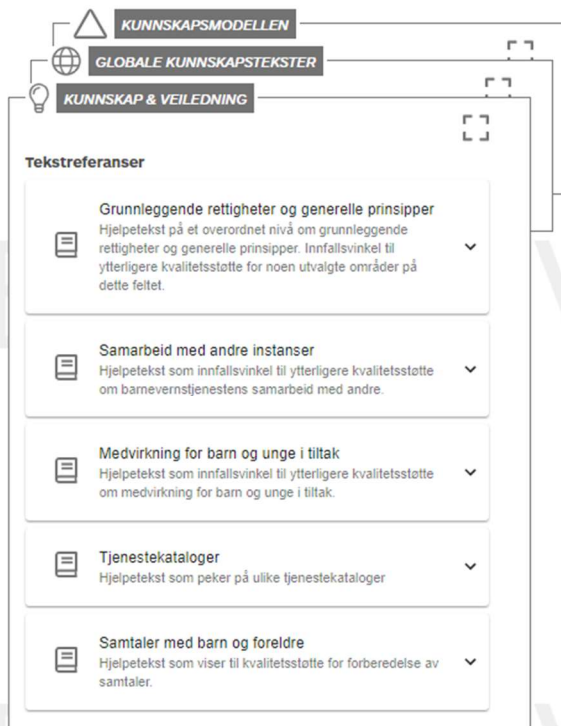 KUNNSKAPSMODELLEN
GLOBALE KUNNSKAPSTEKSTER
KUNNSKAP & VEILEDNING
Tekstreferanser
Grunnleggende rettigheter og generelle prinsipper
Hjelpetekst på et overordnet nivå om grunnleggende
rettigheter og generelle prinsipper. Innfallsvinkel til
ytterligere kvalitetsstøtte for noen utvalgte områder på
dette feltet.
Samarbeid med andre instanser
Hjelpetekst som innfallsvinkel til ytterligere kvalitetsstøtte
om barnevernstjenestens samarbeid med andre.
Medvirkning for barn og unge i tiltak
Hjelpetekst som innfallsvinkel til ytterligere kvalitetsstøtte
om medvirkning for barn og unge i tiltak.
Tjenestekataloger
Hjelpetekst som peker på ulike tjenestekataloger
Samtaler med barn og foreldre
Hjelpetekst som viser til kvalitetsstøtte for forberedelse av
samtaler.